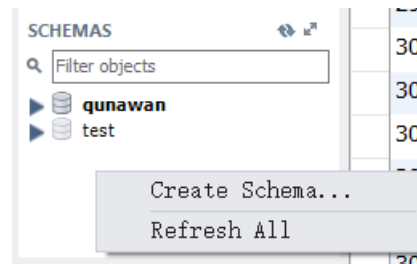 SCHEMAS
Filter objects
qunawan
test
Create Schema...
Refresh All
30
30
30